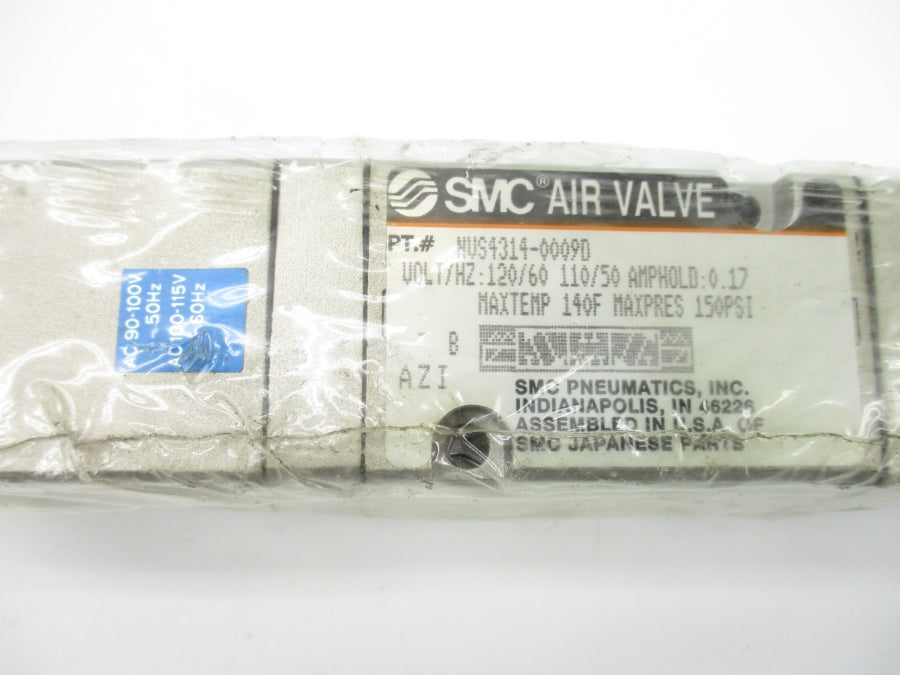 SMC® AIR VALVE
PT.# NVS4314-0009D
VOLT/HZ:120/60 110/50 AMPHOLD:0.17
MAXTEMP 140F MAXPRES 150PSI
B
AZI
SMC PNEUMATICS, INC.
INDIANAPOLIS, IN 46226
ASSEMBLED IN U.S.A. OF
SMC JAPANESE PARTS
AC 90-100V
50Hz
AC 100-115V
60Hz